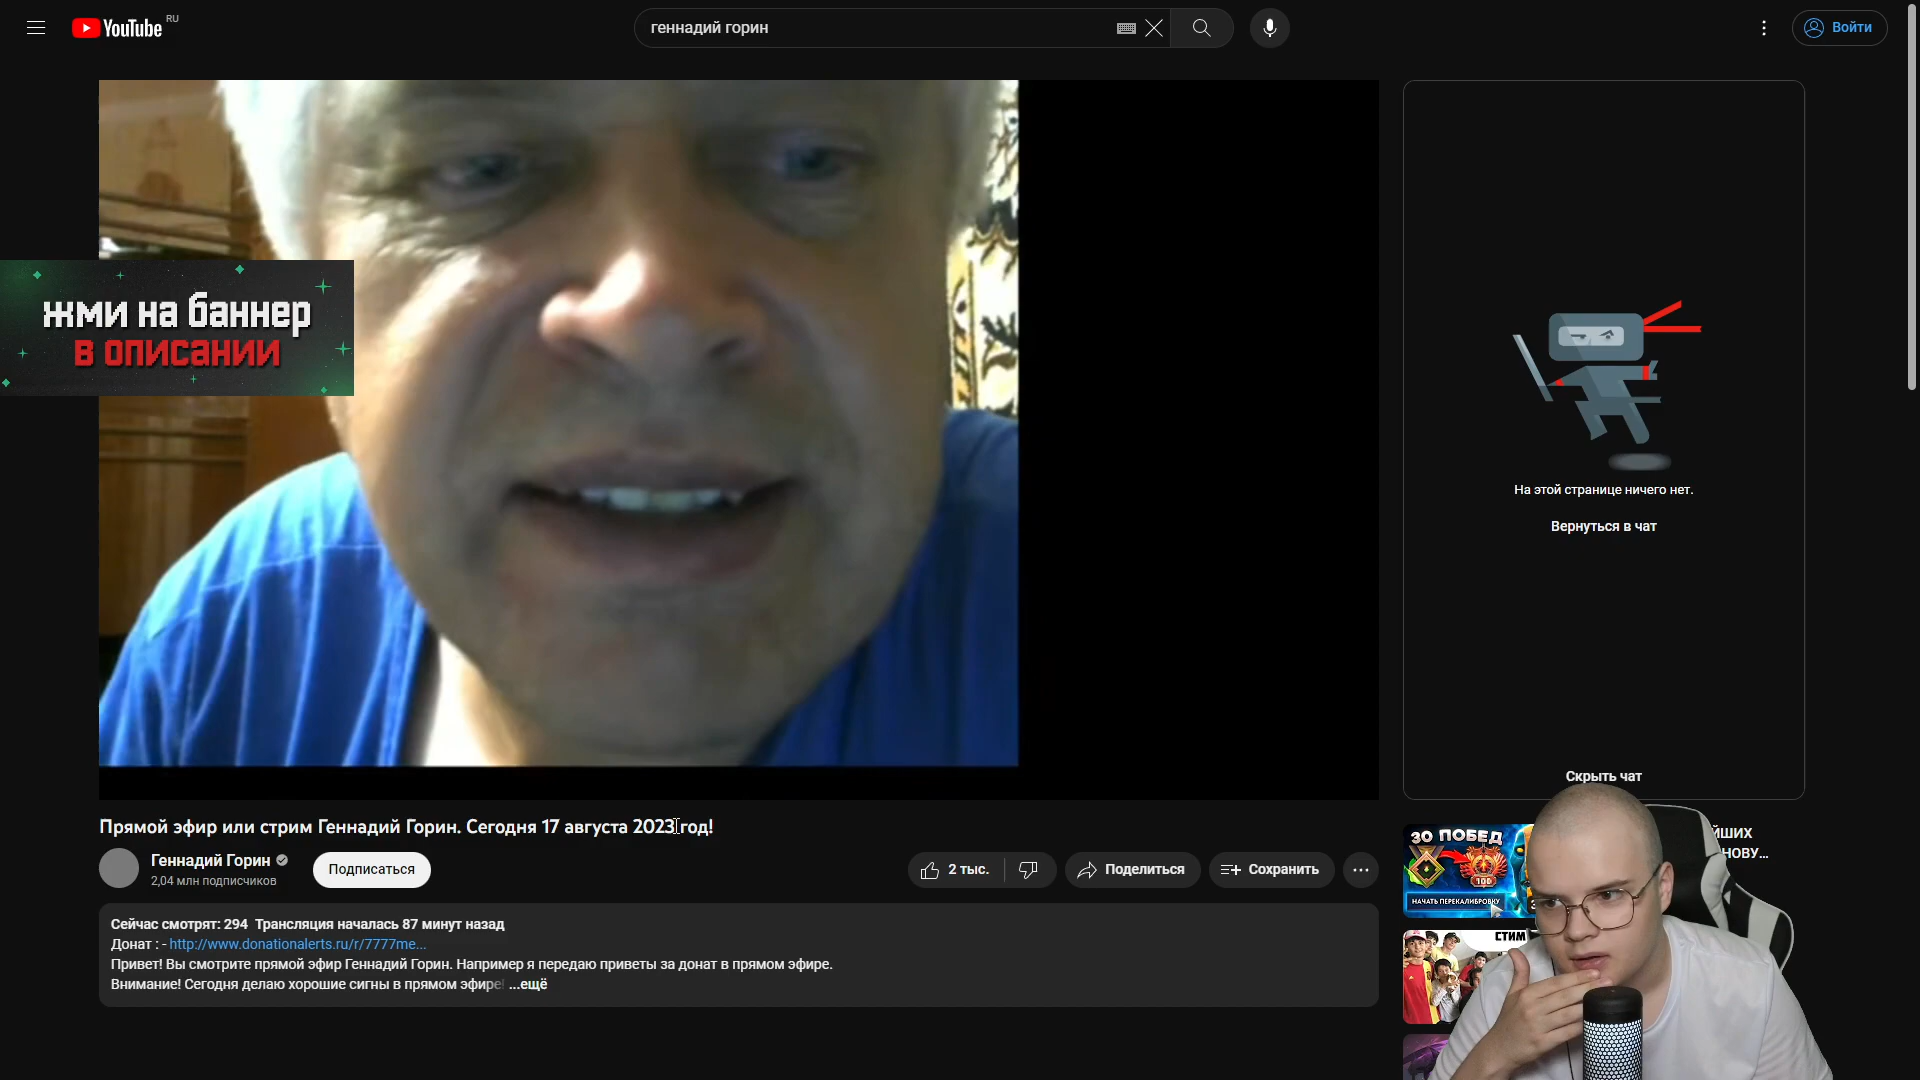 YouTube RU
геннадий горин
Войти
жми на баннер
в описании
На этой странице ничего нет.
Вернуться в чат
Скрыть чат
Прямой эфир или стрим Геннадий Горин. Сегодня 17 августа 2023 год!
Геннадий Горин
2,04 млн подписчиков
Подписаться
2 тыс.
Поделиться
Сохранить
Сейчас смотрят: 294 Трансляция началась 87 минут назад
Донат : - http://www.donationalerts.ru/r/7777me...
Привет! Вы смотрите прямой эфир Геннадий Горин. Например я передаю приветы за донат в прямом эфире.
Внимание! Сегодня делаю хорошие сигны в прямом эфире! ...ещё
30 ПОБЕД
100
НАЧАТЬ ПЕРЕКАЛИБРОВКУ
ЙШИХ
НОВУ...
СТИМ